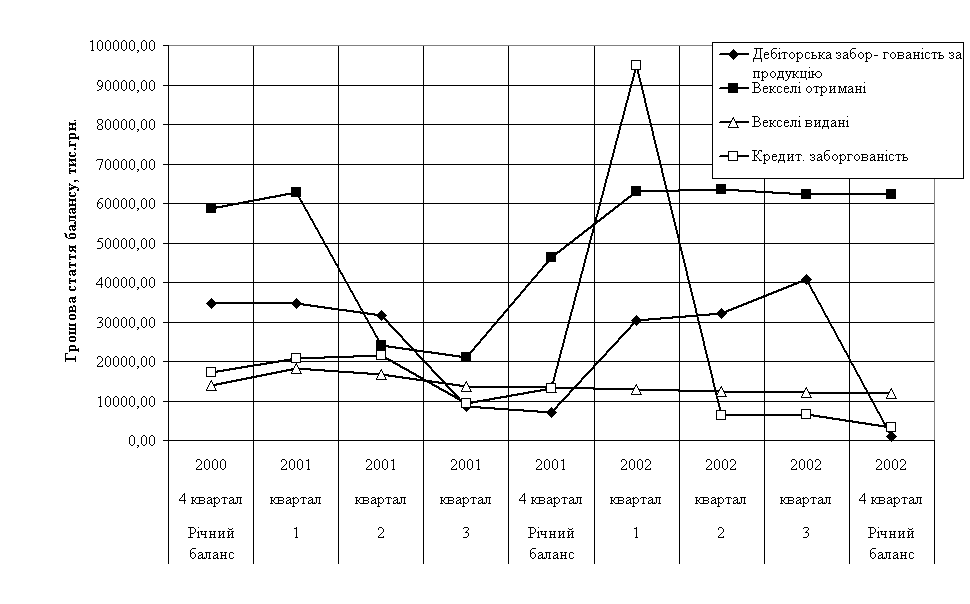 Грошова стаття балансу, тис.грн.
100000,00
90000,00
80000,00
70000,00
60000,00
50000,00
40000,00
30000,00
20000,00
10000,00
0,00
Дебіторська забор- гованість за
продукцію
Векселі отримані
Векселі видані
Кредит. заборгованість
2000 2001 2001 2001 2001 2002 2002 2002 2002
4 квартал квартал квартал квартал 4 квартал квартал квартал квартал 4 квартал
Річний 1 2 3 Річний 1 2 3 Річний
баланс баланс баланс